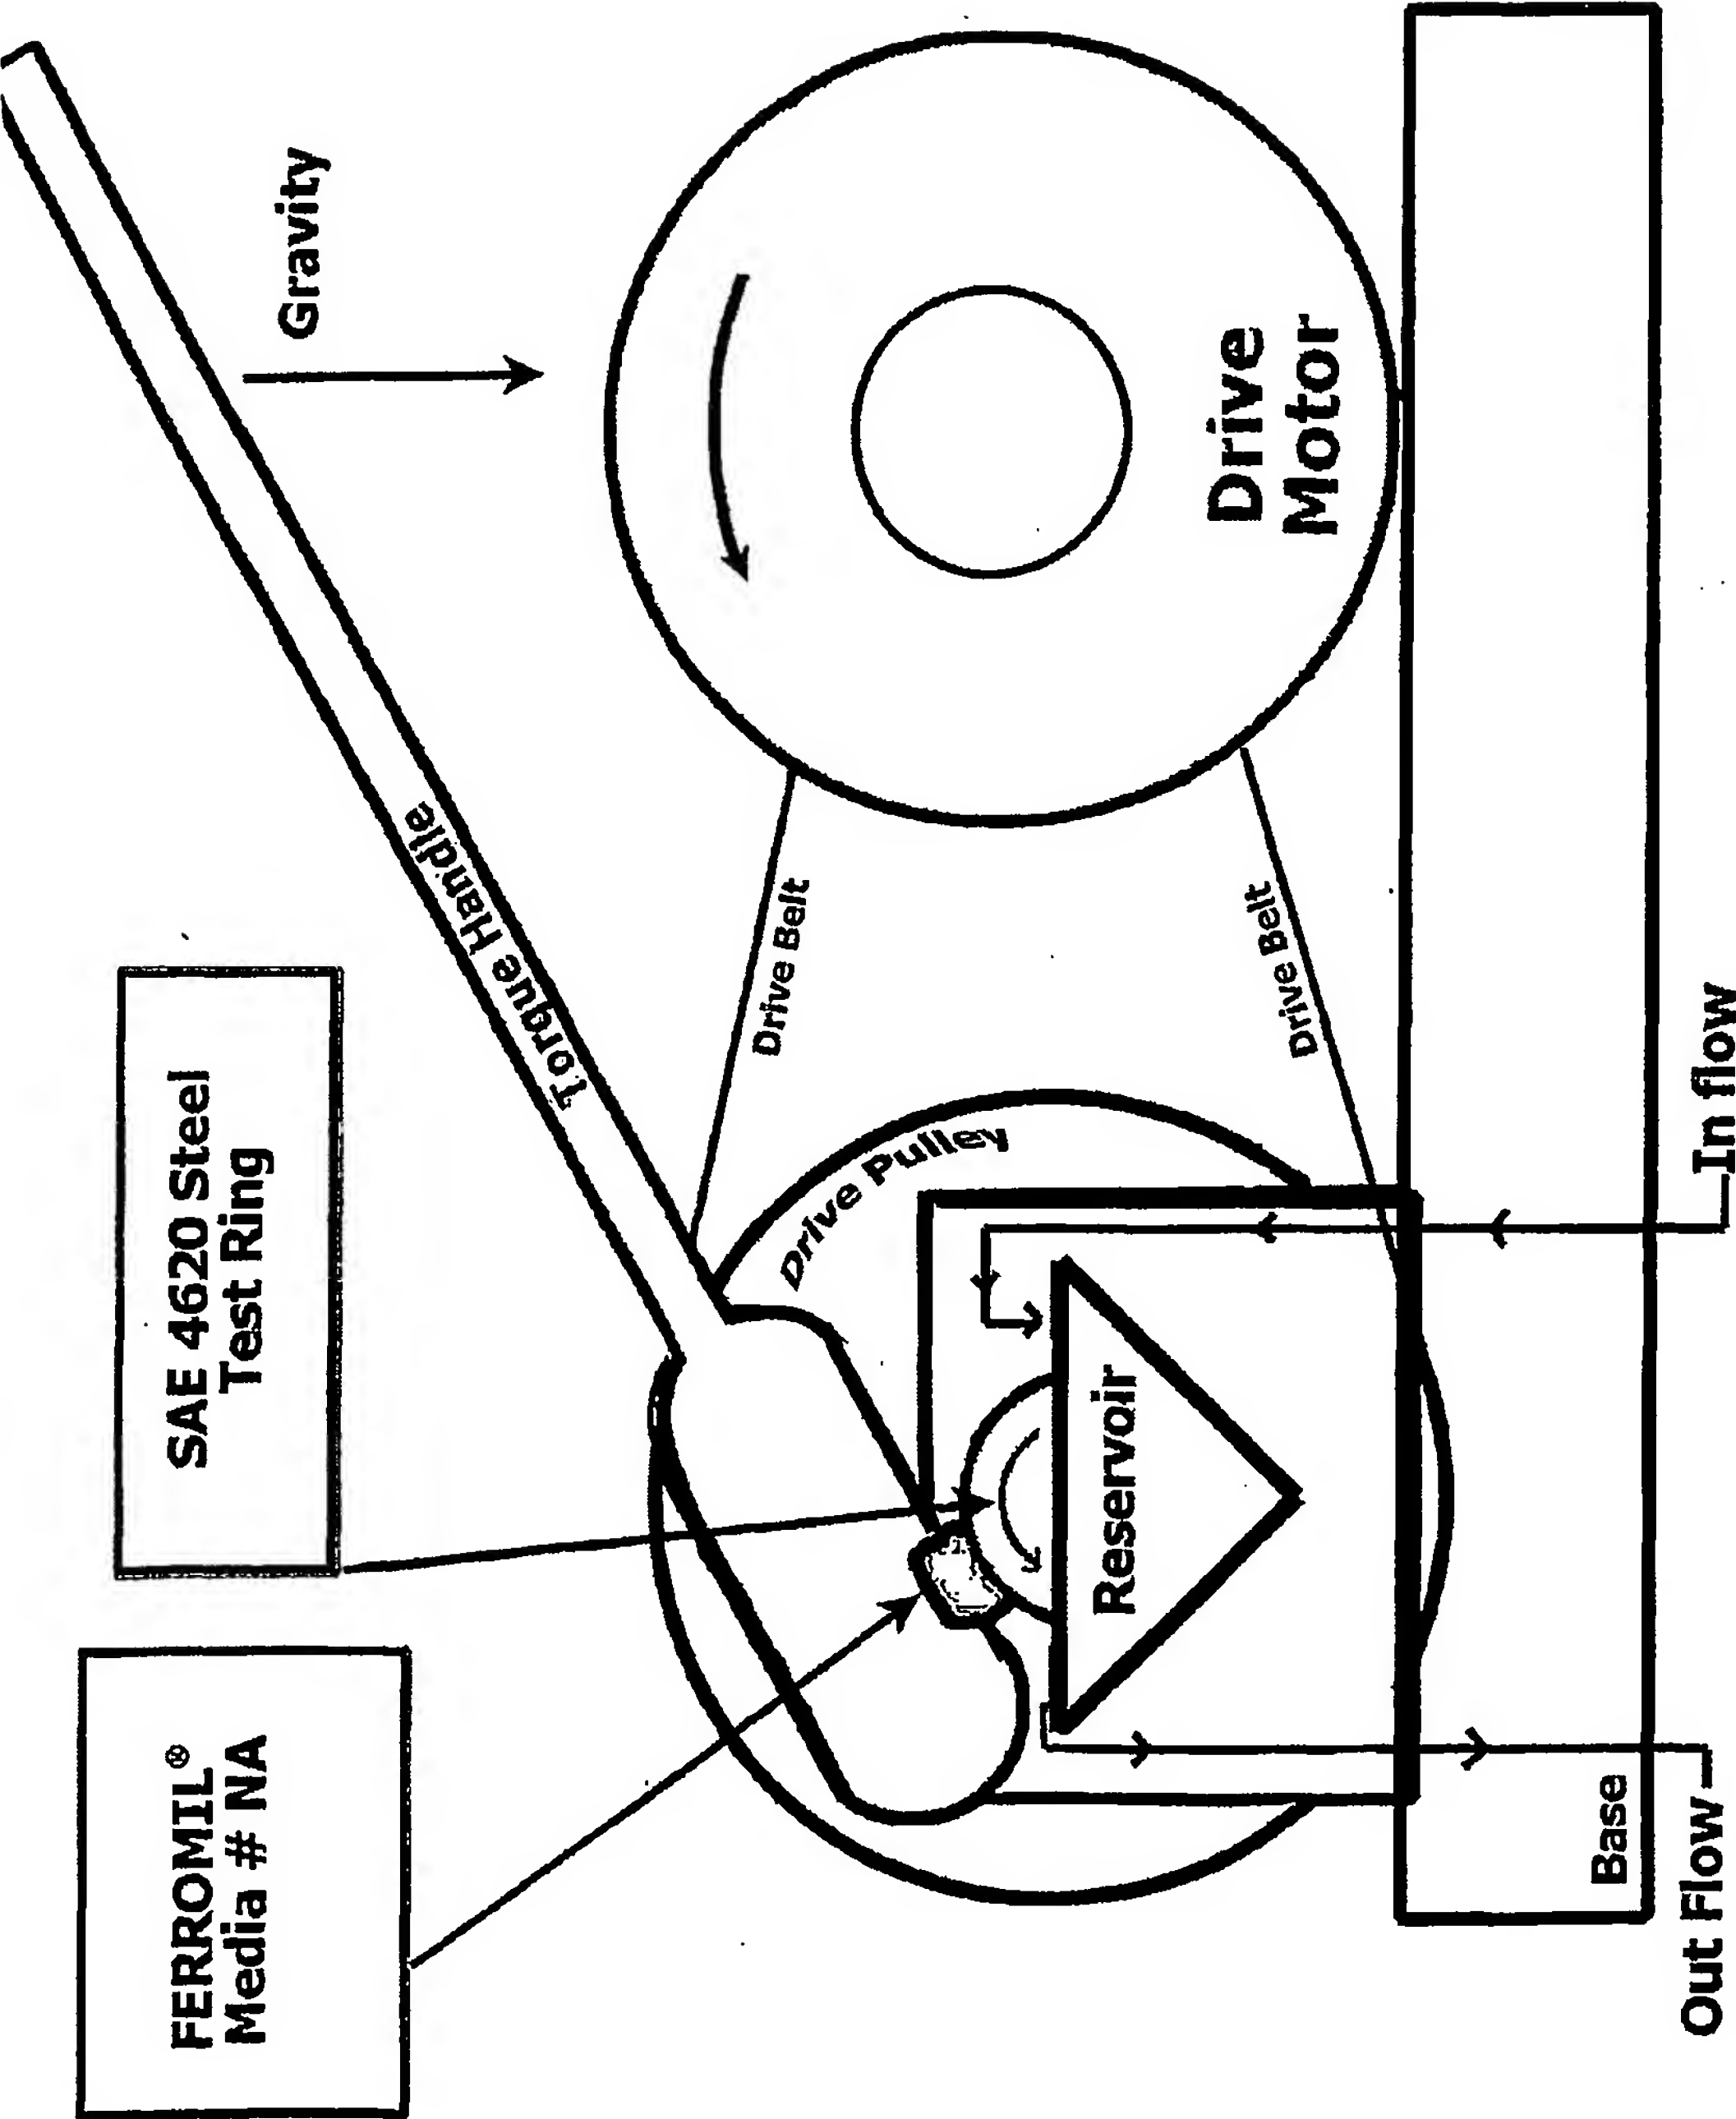 FERROMIL®
Media # NA
SAE 4620 Steel
Test Ring
Torque Handle
Gravity
Drive Pulley
Drive Belt
Drive Belt
Drive
Motor
Reservoir
Base
Out Flow
In flow